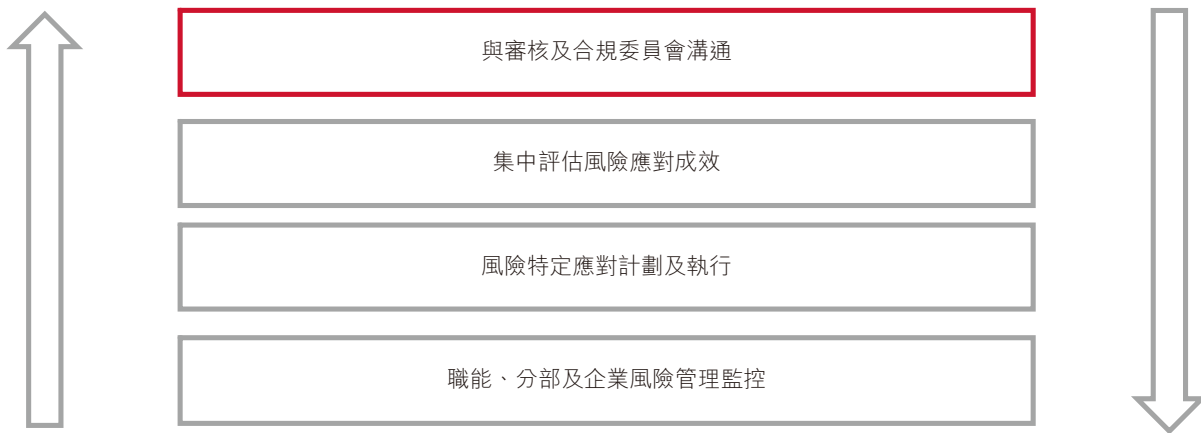 與審核及合規委員會溝通
集中評估風險應對成效
風險特定應對計劃及執行
職能、分部及企業風險管理監控